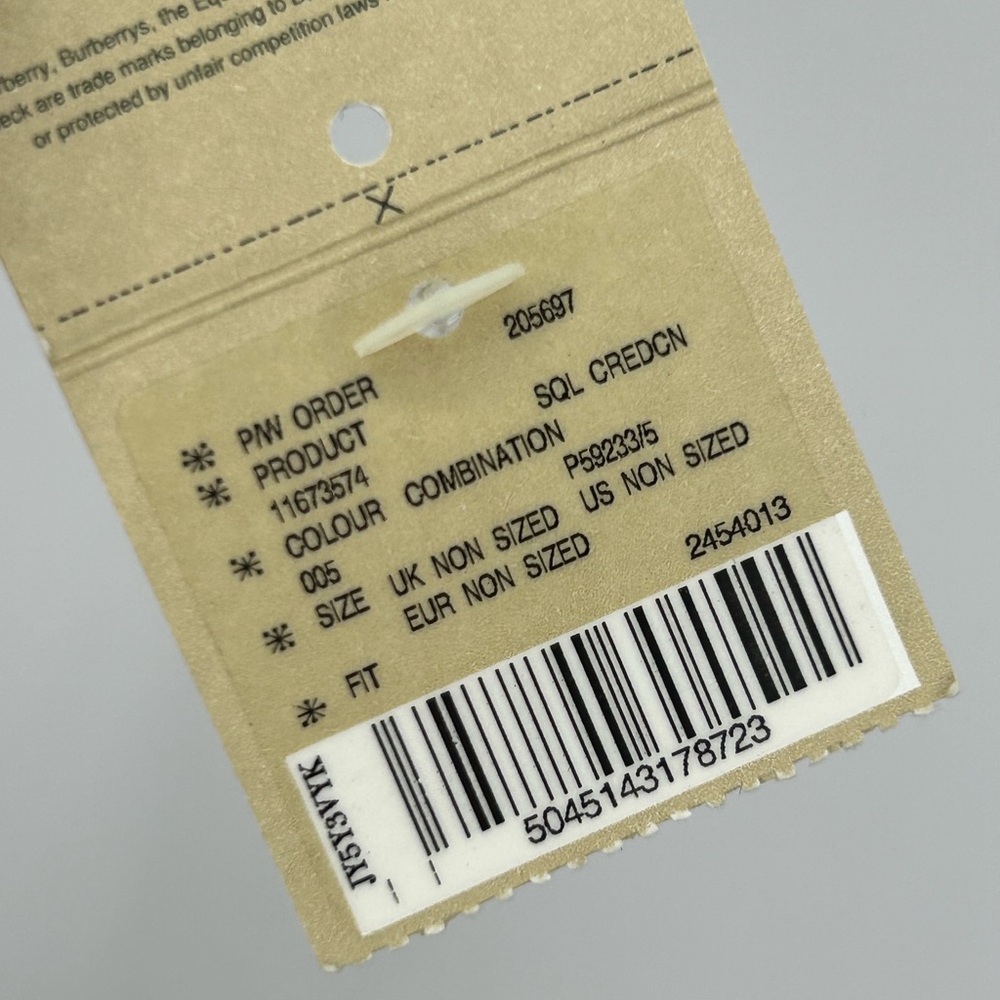 berry, Burberrys, the Equ
eck are trade marks belonging to B
or protected by unfair competition laws
X
205697
* P/W ORDER
* PRODUCT SQL CREDCN
11673574
* COLOUR COMBINATION
005 P59233/5
* SIZE UK NON SIZED US NON SIZED
EUR NON SIZED
* FIT 2454013
5045143178723
JY5Y3VYK